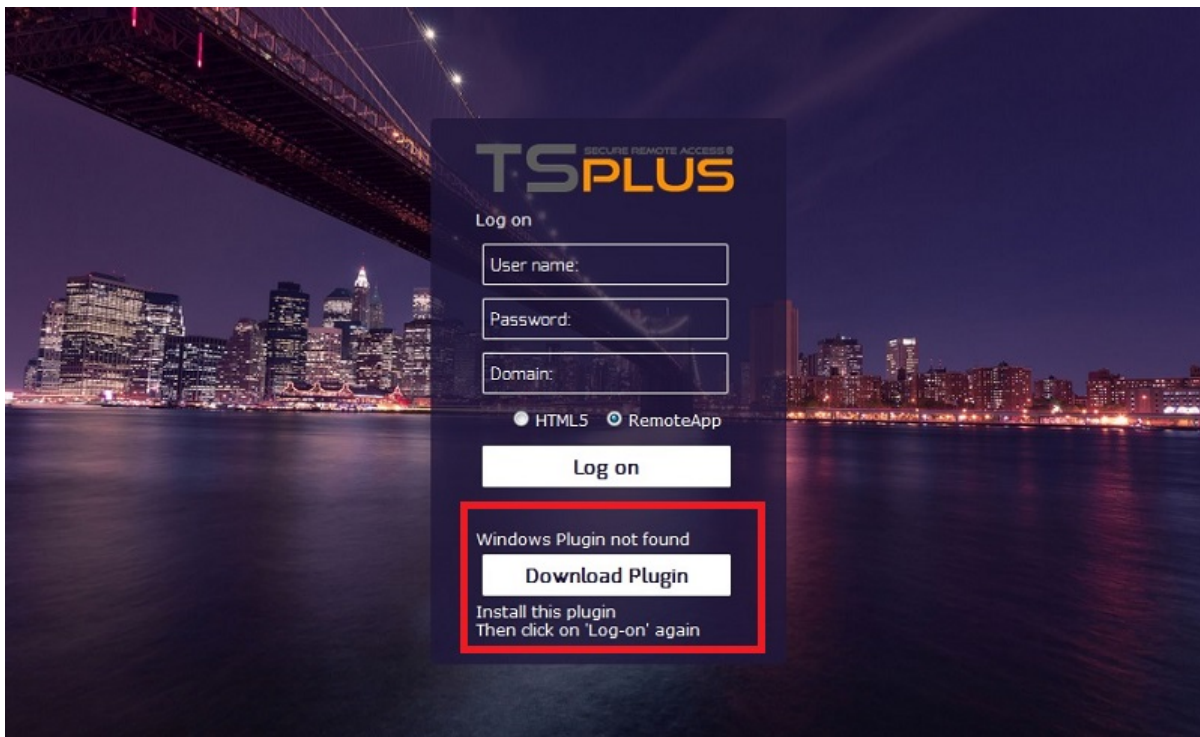 SECURE REMOTE ACCESS
TSPLUS
Log on
User name:
Password:
Domain:
HTML5 RemoteApp
Log on
Windows Plugin not found
Download Plugin
Install this plugin
Then click on 'Log-on' again